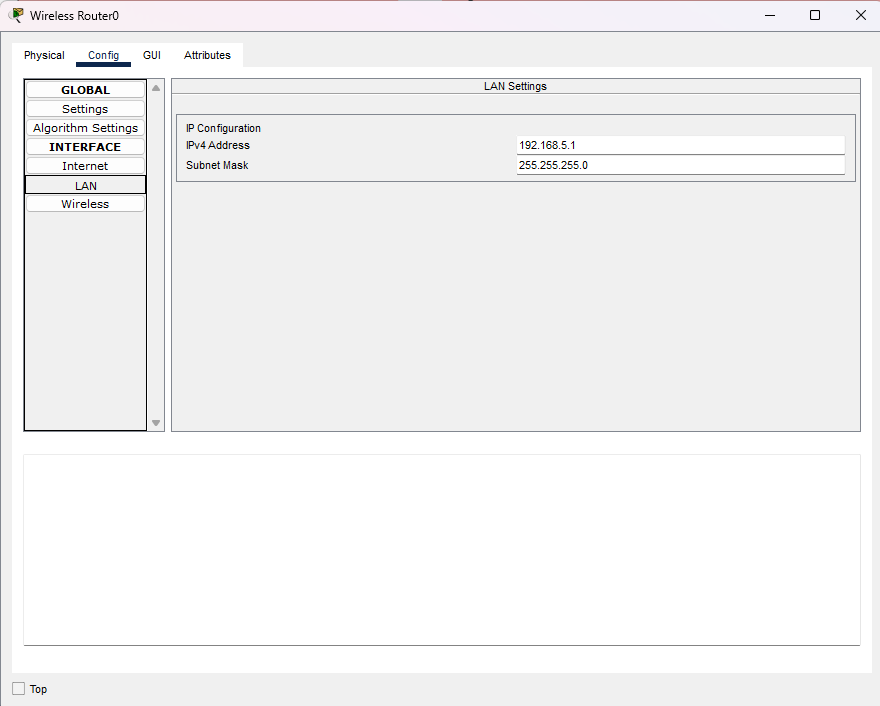 Wireless Router0
Physical Config GUI Attributes
GLOBAL
Settings
Algorithm Settings
INTERFACE
Internet
LAN
Wireless
LAN Settings
IP Configuration
IPv4 Address 192.168.5.1
Subnet Mask 255.255.255.0
Top